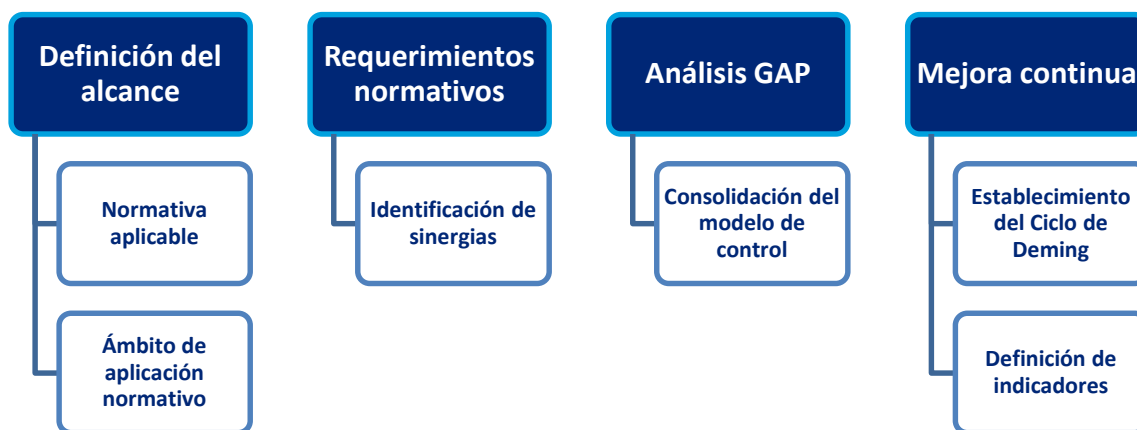 Definición del
alcance
Normativa
aplicable
Ámbito de
aplicación
normativo
Requerimientos
normativos
Identificación de
sinergias
Análisis GAP
Consolidación del
modelo de
control
Mejora continua
Establecimiento
del Ciclo de
Deming
Definición de
indicadores